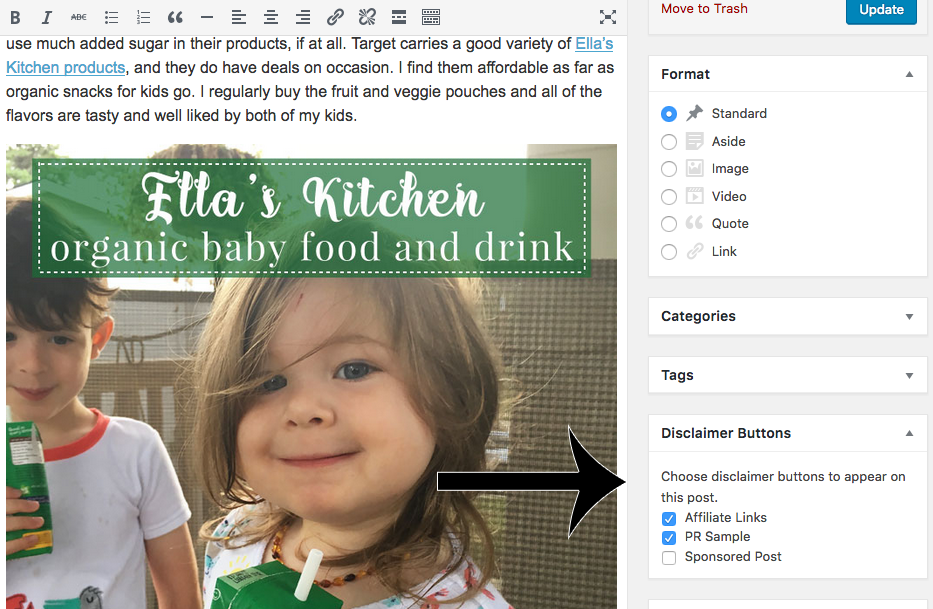 B I ABC
use much added sugar in their products, if at all. Target carries a good variety of Ella's
Kitchen products, and they do have deals on occasion. I find them affordable as far as
organic snacks for kids go. I regularly buy the fruit and veggie pouches and all of the
flavors are tasty and well liked by both of my kids.
Ella's Kitchen
organic baby food and drink
Move to Trash
Update
Format
Standard
Aside
Image
Video
Quote
Link
Categories
Tags
Disclaimer Buttons
Choose disclaimer buttons to appear on
this post.
Affiliate Links
PR Sample
Sponsored Post